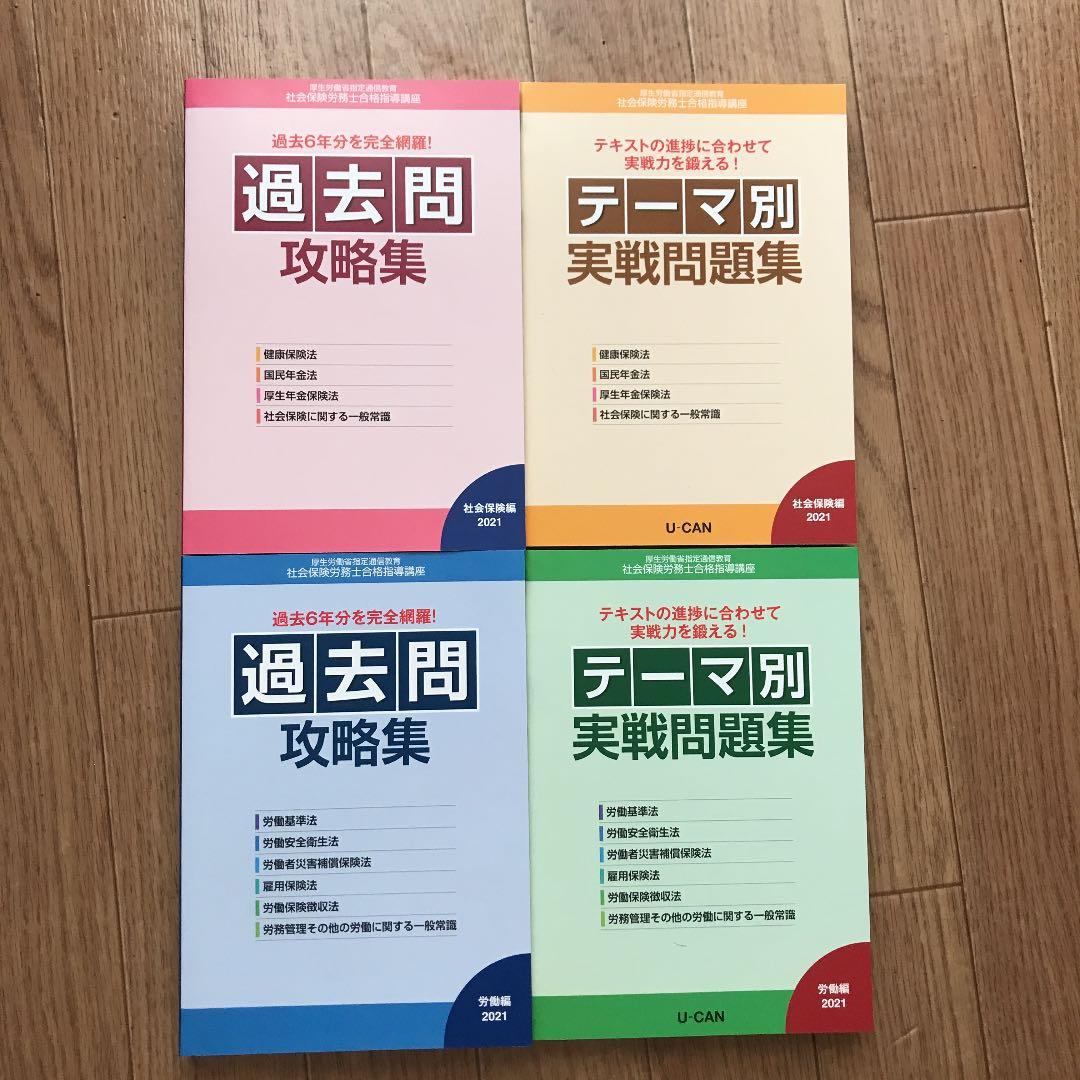 厚生労働省指定通信教育
社会保険労務士合格指導講座
過去6年分を完全網羅!
過去問
攻略集
健康保険法
国民年金法
厚生年金保険法
社会保険に関する一般常識
社会保険編
2021
厚生労働省指定通信教育
社会保険労務士合格指導講座
テキストの進捗に合わせて
実戦力を鍛える!
テーマ別
実戦問題集
健康保険法
国民年金法
厚生年金保険法
社会保険に関する一般常識
U-CAN
社会保険編
2021
厚生労働省指定通信教育
社会保険労務士合格指導講座
過去6年分を完全網羅!
過去問
攻略集
労働基準法
労働安全衛生法
労働者災害補償保険法
雇用保険法
労働保険徴収法
労務管理その他の労働に関する一般常識
労働編
2021
厚生労働省指定通信教育
社会保険労務士合格指導講座
テキストの進捗に合わせて
実戦力を鍛える!
テーマ別
実戦問題集
労働基準法
労働安全衛生法
労働者災害補償保険法
雇用保険法
労働保険徴収法
労務管理その他の労働に関する一般常識
U-CAN
労働編
2021